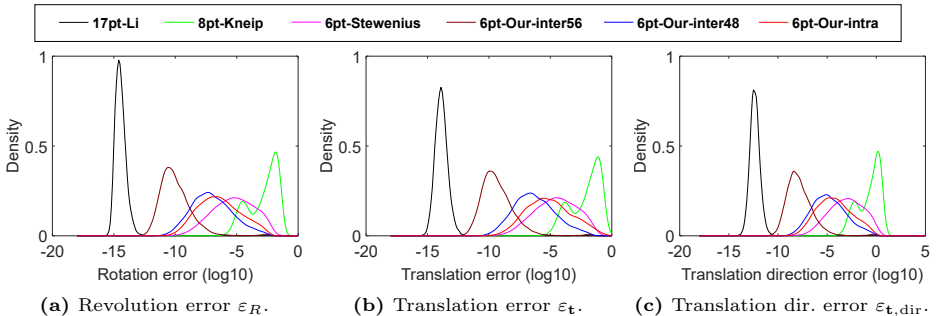 17pt-Li 8pt-Kneip 6pt-Stewenius 6pt-Our-inter56 6pt-Our-inter48 6pt-Our-intra
1 1 1
0.5 0.5 0.5
0 0 0
Density Density Density
-20 -15 -10 -5 0 -20 -15 -10 -5 0 -20 -15 -10 -5 0 5
Rotation error (log10) Translation error (log10) Translation direction error (log10)
(a) Revolution error ε_R. (b) Translation error ε_t. (c) Translation dir. error ε_t,dir.